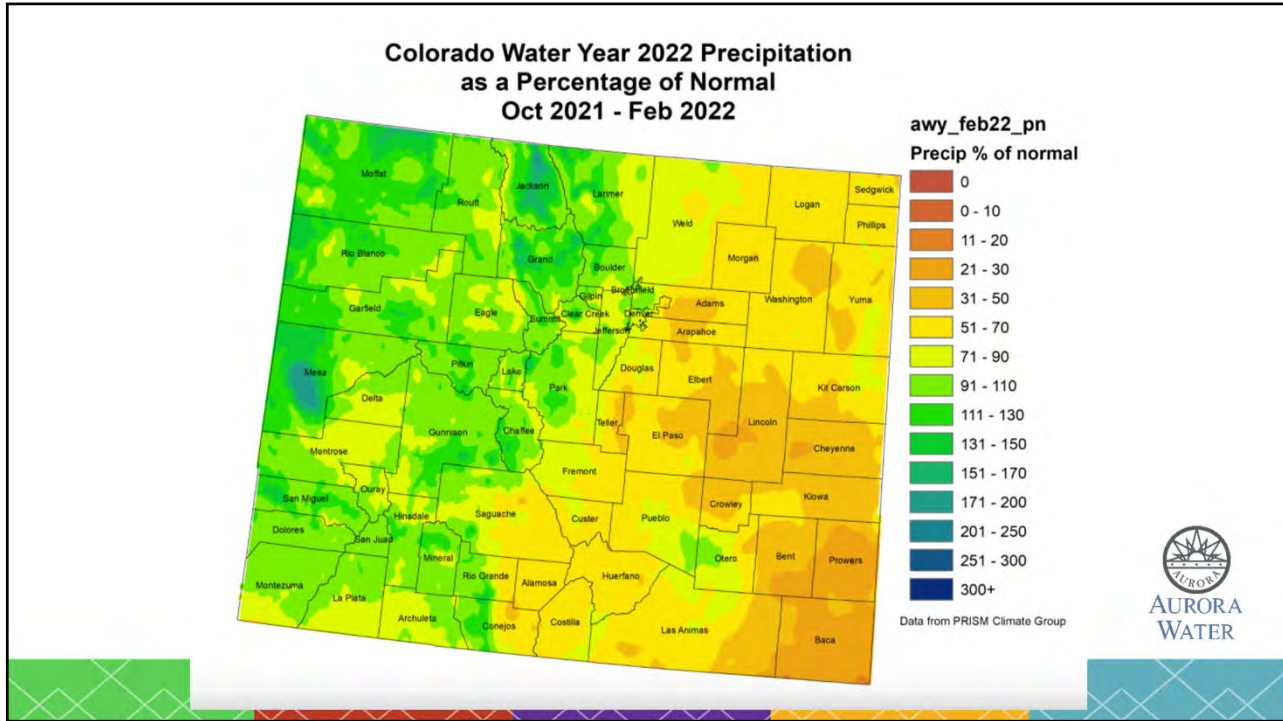 Colorado Water Year 2022 Precipitation
as a Percentage of Normal
Oct 2021 - Feb 2022
awy_feb22_pn
Precip % of normal
0
0 - 10
11 - 20
21 - 30
31 - 50
51 - 70
71 - 90
91 - 110
111 - 130
131 - 150
151 - 170
171 - 200
201 - 250
251 - 300
300+
Data from PRISM Climate Group
Moffat
Routt
Jackson
Larimer
Weld
Logan
Sedgwick
Phillips
Morgan
Rio Blanco
Grand
Boulder
Broomfield
Gilpin
Adams
Washington
Yuma
Garfield
Eagle
Summit
Clear Creek
Denver
Jefferson
Arapahoe
Mesa
Pitkin
Lake
Park
Douglas
Elbert
Kit Carson
Delta
Gunnison
Chaffee
Teller
El Paso
Lincoln
Cheyenne
Montrose
Fremont
Ouray
San Miguel
Hinsdale
Saguache
Custer
Pueblo
Crowley
Kiowa
Dolores
San Juan
Mineral
Otero
Bent
Prowers
Montezuma
La Plata
Rio Grande
Alamosa
Huerfano
Archuleta
Conejos
Costilla
Las Animas
Baca
AURORA
AURORA
WATER